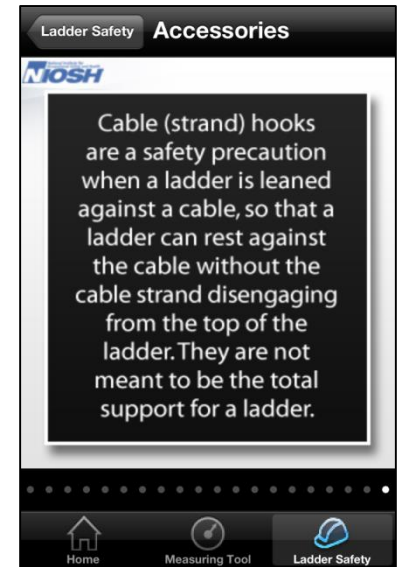 Ladder Safety Accessories
NIOSH
Cable (strand) hooks
are a safety precaution
when a ladder is leaned
against a cable, so that a
ladder can rest against
the cable without the
cable strand disengaging
from the top of the
ladder. They are not
meant to be the total
support for a ladder.
Home Measuring Tool Ladder Safety